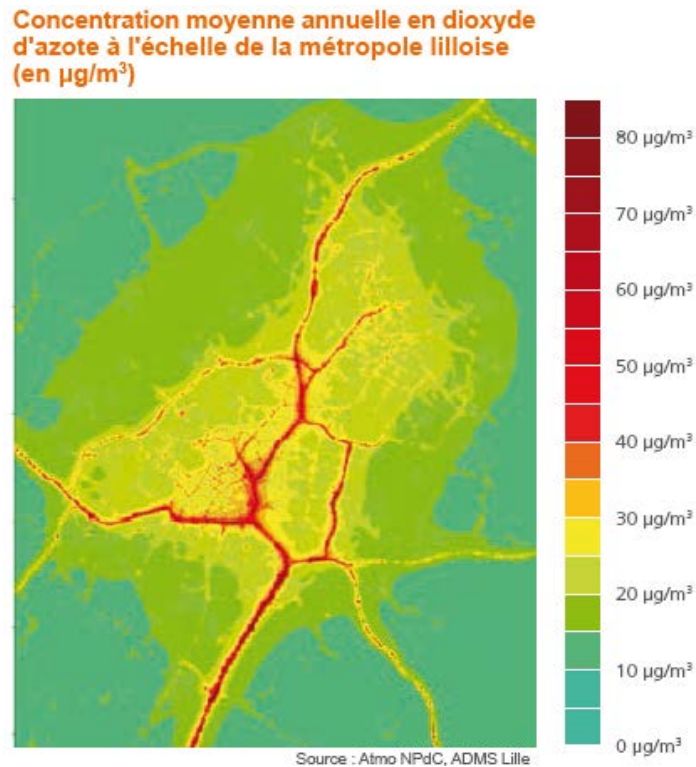 Concentration moyenne annuelle en dioxyde
d'azote à l'échelle de la métropole lilloise
(en µg/m³)
80 µg/m³
70 µg/m³
60 µg/m³
50 µg/m³
40 µg/m³
30 µg/m³
20 µg/m³
10 µg/m³
0 µg/m³
Source : Atmo NPdC, ADMS Lille